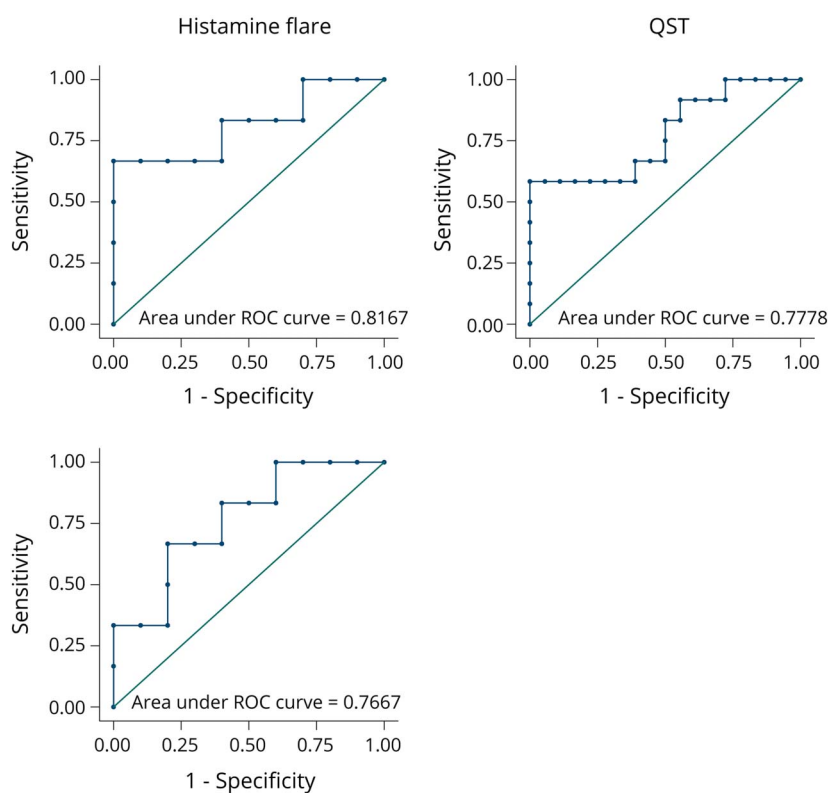 Histamine flare
1.00
0.75
0.50
0.25
0.00
Sensitivity
Area under ROC curve = 0.8167
0.00 0.25 0.50 0.75 1.00
1 - Specificity
QST
1.00
0.75
0.50
0.25
0.00
Sensitivity
Area under ROC curve = 0.7778
0.00 0.25 0.50 0.75 1.00
1 - Specificity
1.00
0.75
0.50
0.25
0.00
Sensitivity
Area under ROC curve = 0.7667
0.00 0.25 0.50 0.75 1.00
1 - Specificity